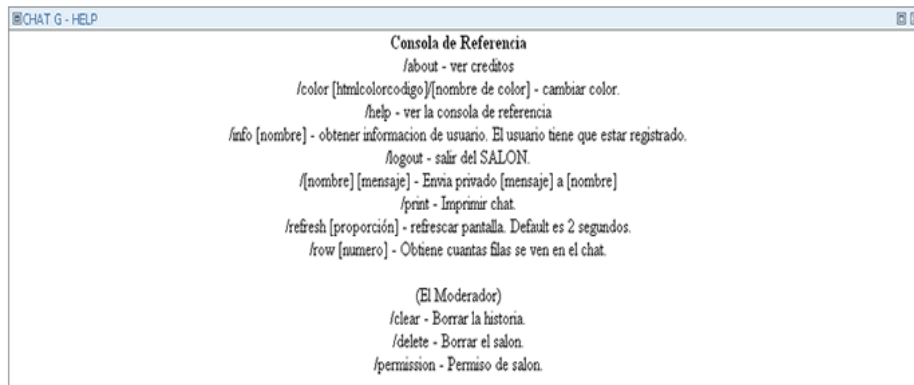 CHAT G - HELP
Consola de Referencia
/about - ver creditos
/color [htmlcolorcodigo]/[nombre de color] - cambiar color.
/help - ver la consola de referencia
/info [nombre] - obtener informacion de usuario. El usuario tiene que estar registrado.
/logout - salir del SALON.
/[nombre] [mensaje] - Envia privado [mensaje] a [nombre]
/print - Imprimir chat.
/refresh [proporción] - refrescar pantalla. Default es 2 segundos.
/row [numero] - Obtiene cuantas filas se ven en el chat.
(El Moderador)
/clear - Borrar la historia.
/delete - Borrar el salon.
/permission - Permiso de salon.